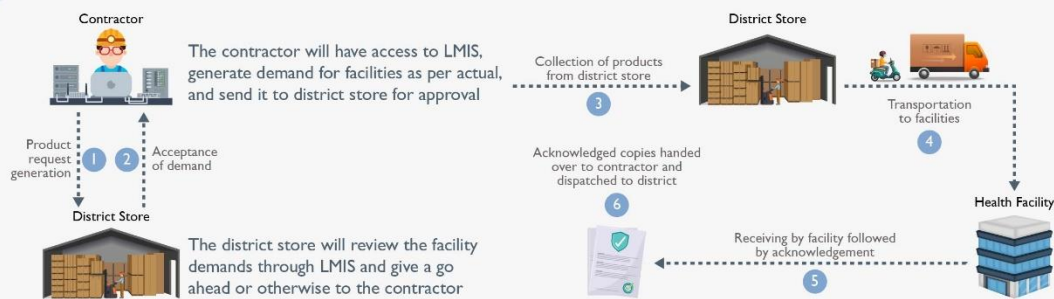 Contractor
The contractor will have access to LMIS,
generate demand for facilities as per actual,
and send it to district store for approval
Product
request
generation
1
2
Acceptance
of demand
District Store
The district store will review the facility
demands through LMIS and give a go
ahead or otherwise to the contractor
Collection of products
from district store
3
District Store
Transportation
to facilities
4
Health Facility
Receiving by facility followed
by acknowledgement
5
Acknowledged copies handed
over to contractor and
dispatched to district
6